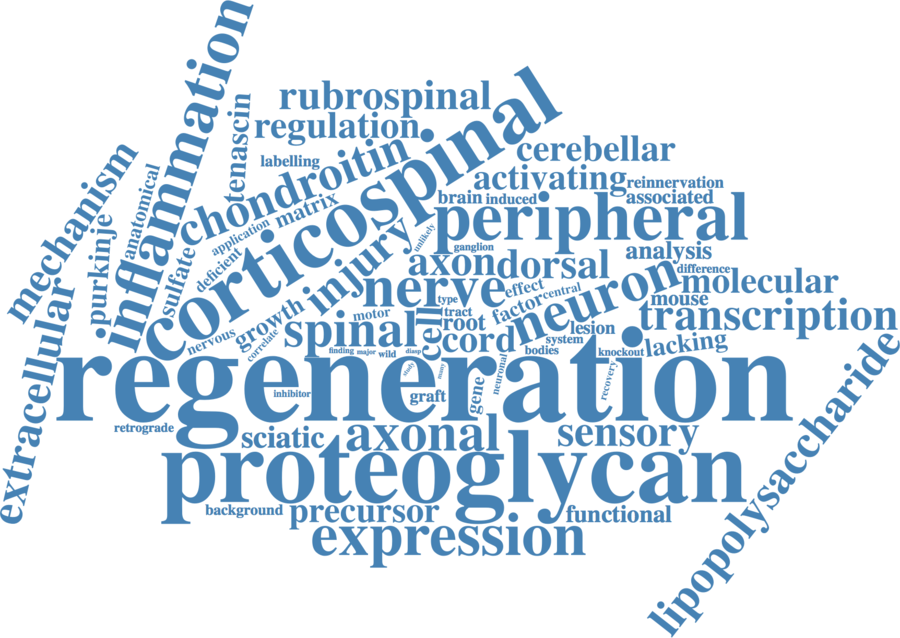 inflammation
rubrospinal
tenascin
regulation
corticospinal
chondroitin
labelling
mechanism
anatomical
cerebellar
activating
reinnervation
brain
induced
associated
application
matrix
purkinje
sulfate
deficient
injury
unlikely
peripheral
ganglion
analysis
axon
dorsal
difference
molecular
extracellular
nerve
effect
type
central
mouse
neuron
factor
growth
motor
tract
transcription
nervous
correlate
spinal
cell
root
cord
lesion
system
lacking
finding
major
wild
diasp
bodies
knockout
study
many
neuronal
recovery
regeneration
inhibitor
graft
gene
lipopolysaccharide
retrograde
sciatic
axonal
sensory
proteoglycan
background
precursor
functional
expression